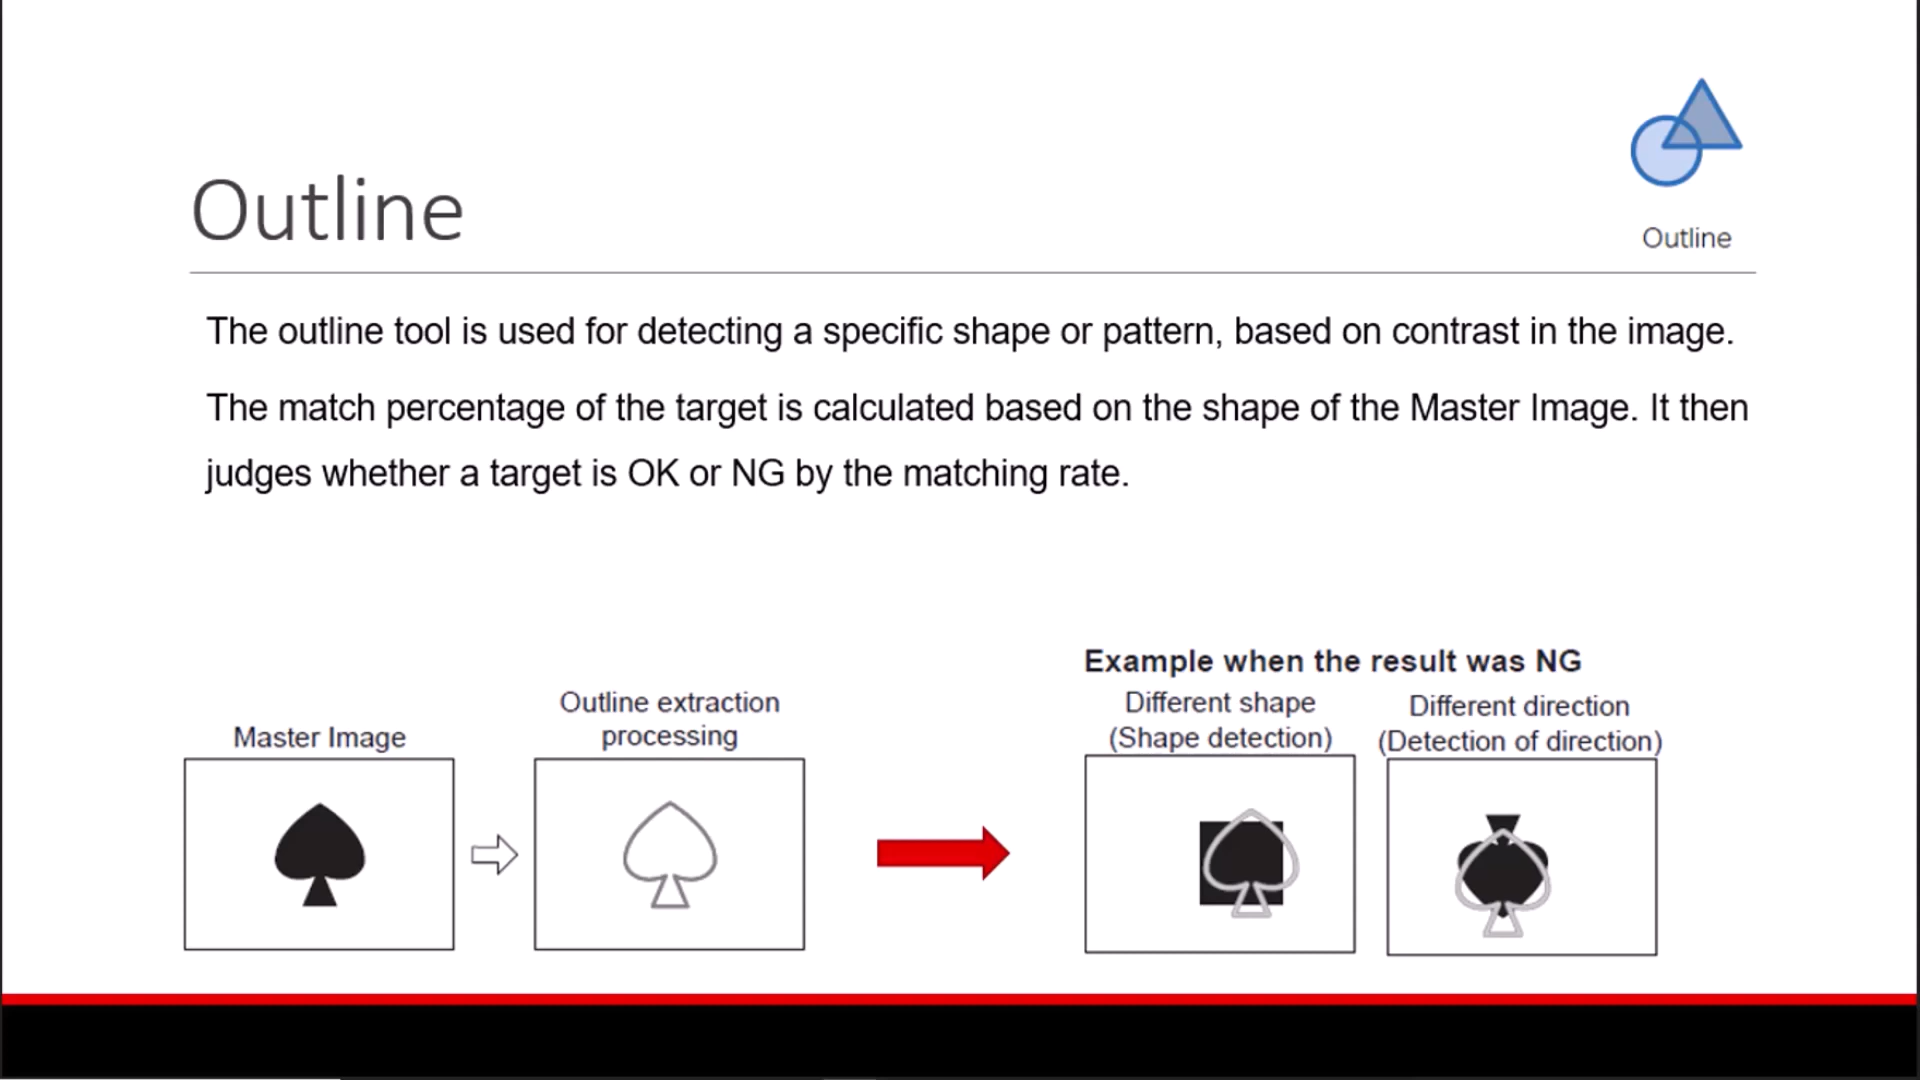 Outline
Outline
The outline tool is used for detecting a specific shape or pattern, based on contrast in the image.
The match percentage of the target is calculated based on the shape of the Master Image. It then
judges whether a target is OK or NG by the matching rate.
Master Image
Outline extraction
processing
Example when the result was NG
Different shape
(Shape detection)
Different direction
(Detection of direction)